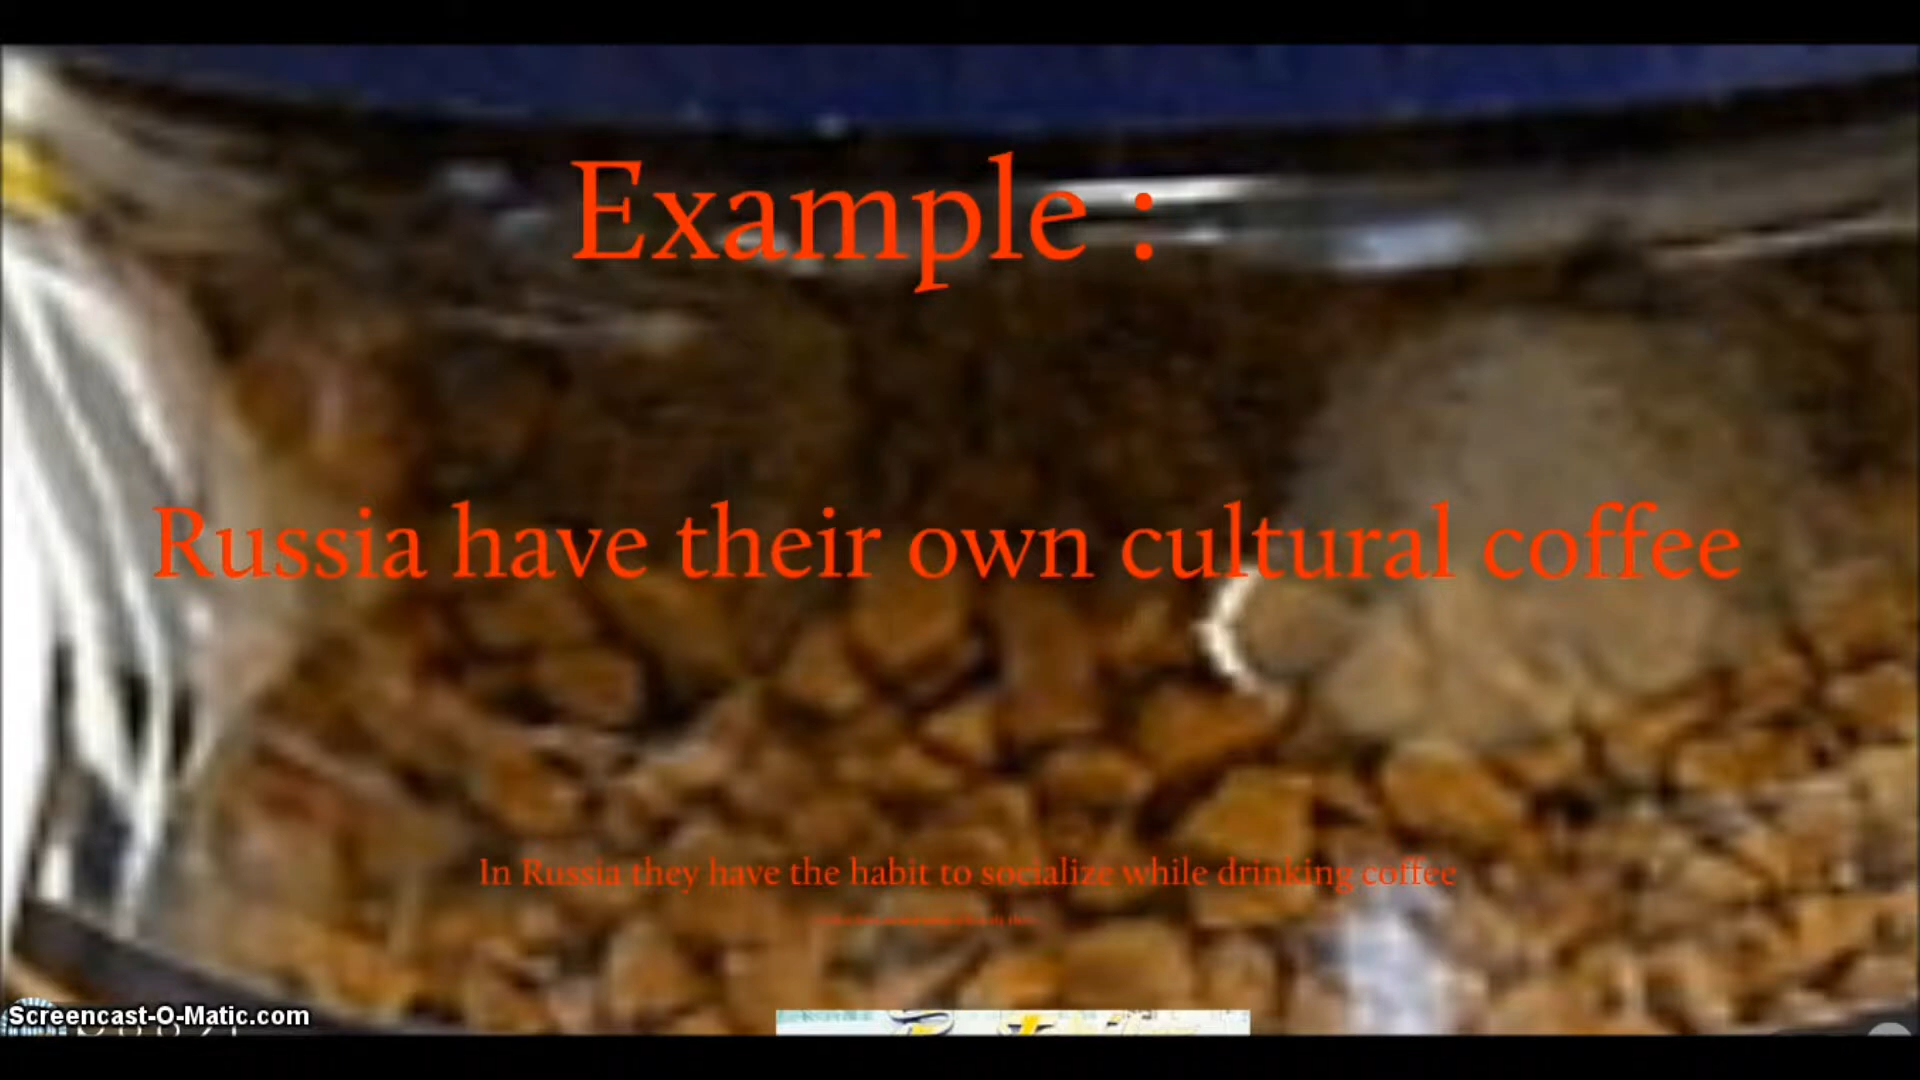 Example :
Russia have their own cultural coffee
In Russia they have the habit to socialize while drinking coffee
Screencast-O-Matic.com